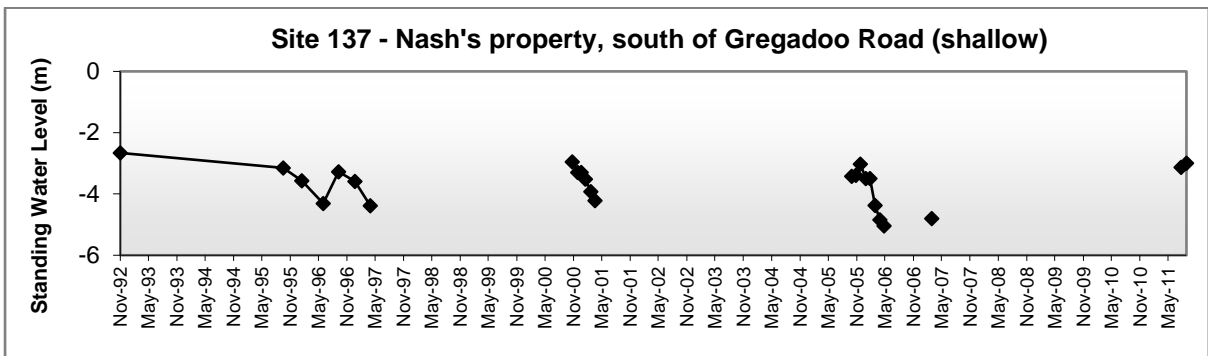 Site 137 - Nash's property, south of Gregadoo Road (shallow)
Standing Water Level (m)
0
-2
-4
-6
Nov-92
May-93
Nov-93
May-94
Nov-94
May-95
Nov-95
May-96
Nov-96
May-97
Nov-97
May-98
Nov-98
May-99
Nov-99
May-00
Nov-00
May-01
Nov-01
May-02
Nov-02
May-03
Nov-03
May-04
Nov-04
May-05
Nov-05
May-06
Nov-06
May-07
Nov-07
May-08
Nov-08
May-09
Nov-09
May-10
Nov-10
May-11